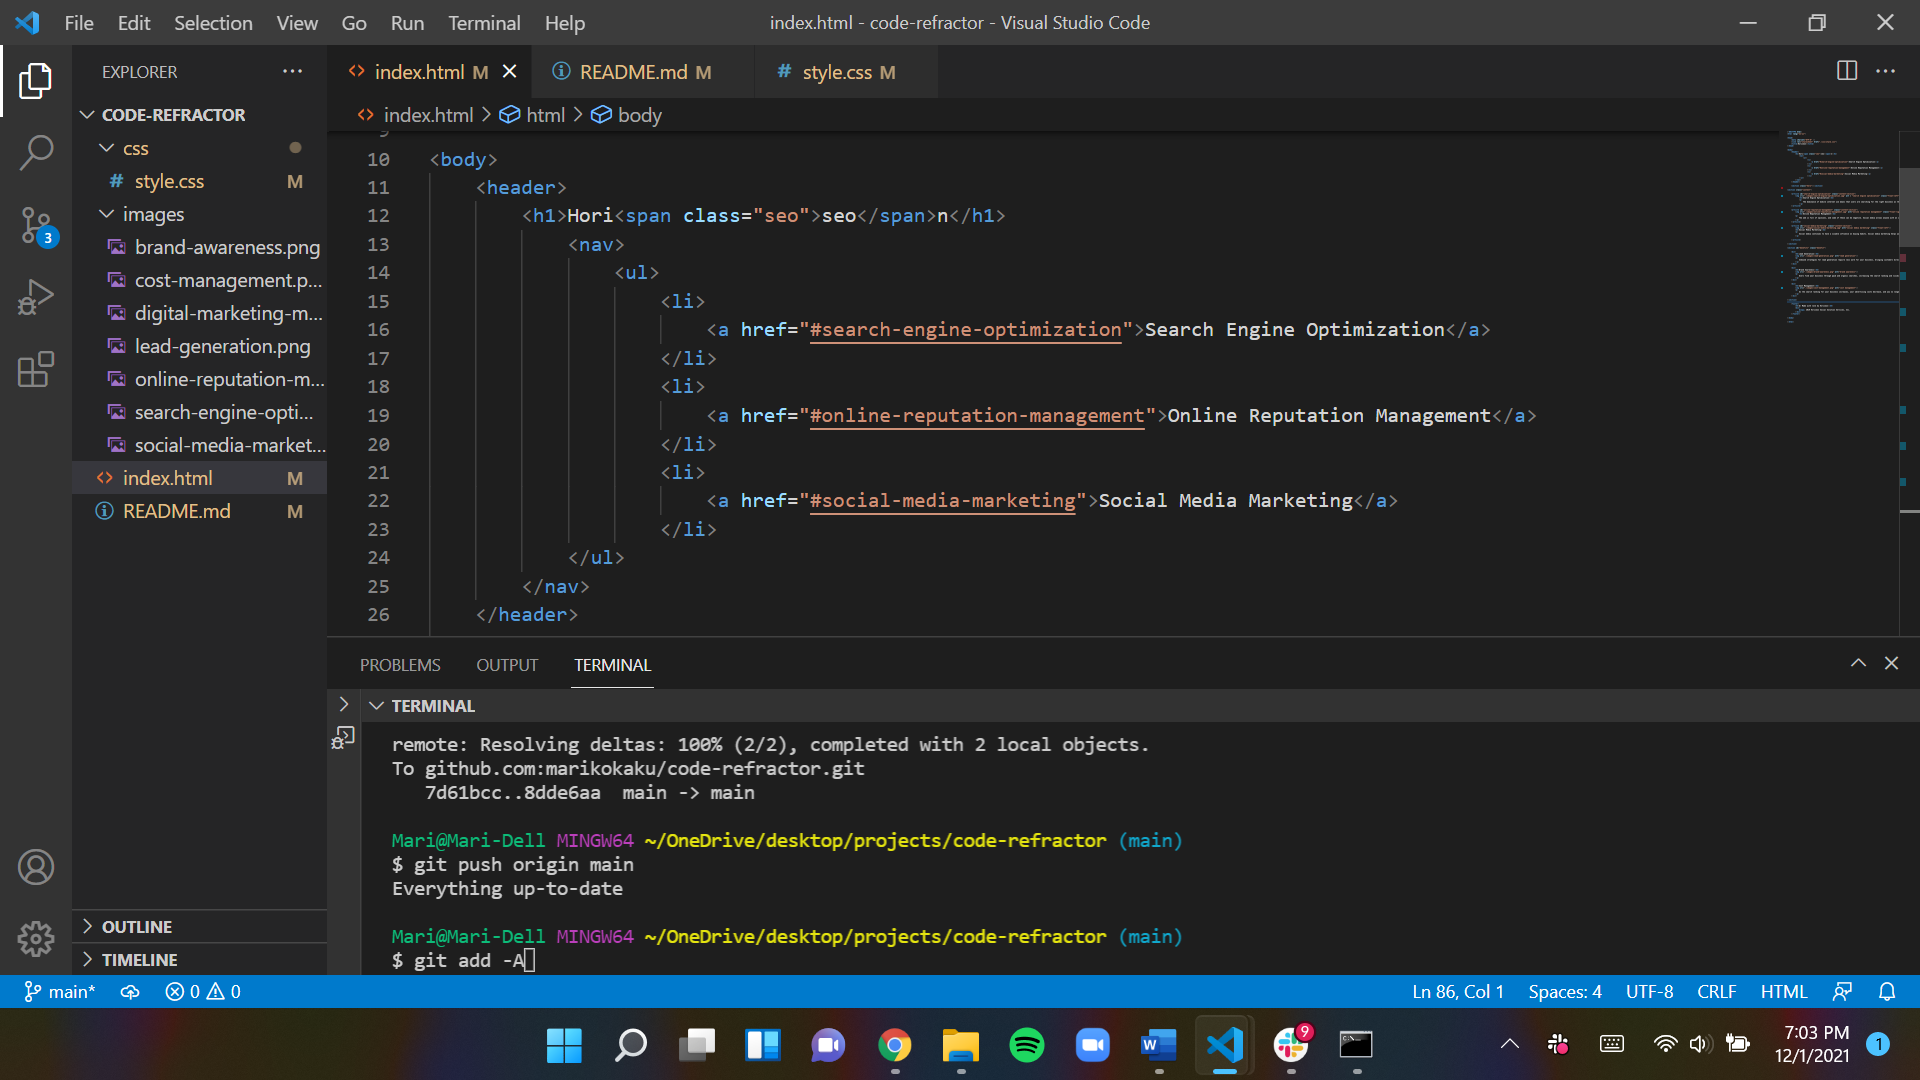 File Edit Selection View Go Run Terminal Help
index.html - code-refractor - Visual Studio Code
EXPLORER
CODE-REFRACTOR
css
# style.css M
images
brand-awareness.png
cost-management.p...
digital-marketing-m...
lead-generation.png
online-reputation-m...
search-engine-opti...
social-media-market...
<> index.html M
README.md M
OUTLINE
TIMELINE
3
<> index.html M
README.md M
# style.css M
<> index.html > html > body
9
10 <body>
11 <header>
12 <h1>Hori<span class="seo">seo</span>n</h1>
13 <nav>
14 <ul>
15 <li>
16 <a href="#search-engine-optimization">Search Engine Optimization</a>
17 </li>
18 <li>
19 <a href="#online-reputation-management">Online Reputation Management</a>
20 </li>
21 <li>
22 <a href="#social-media-marketing">Social Media Marketing</a>
23 </li>
24 </ul>
25 </nav>
26 </header>
PROBLEMS OUTPUT TERMINAL
TERMINAL
remote: Resolving deltas: 100% (2/2), completed with 2 local objects.
To github.com:marikokaku/code-refractor.git
7d61bcc..8dde6aa main -> main
Mari@Mari-Dell MINGW64 ~/OneDrive/desktop/projects/code-refractor (main)
$ git push origin main
Everything up-to-date
Mari@Mari-Dell MINGW64 ~/OneDrive/desktop/projects/code-refractor (main)
$ git add -A
main* 0 0
Ln 86, Col 1 Spaces: 4 UTF-8 CRLF HTML
W
9
C:\_
7:03 PM
12/1/2021
1